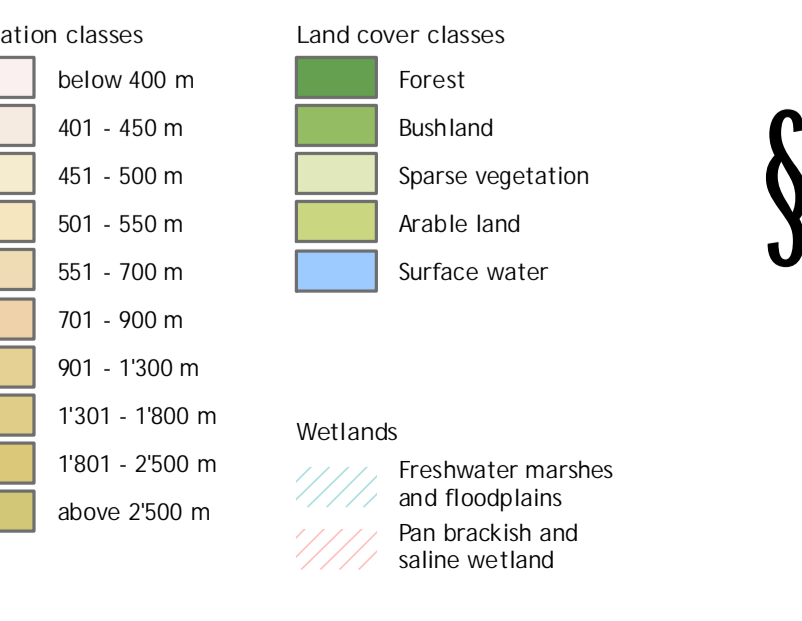 ation classes
below 400 m
401 - 450 m
451 - 500 m
501 - 550 m
551 - 700 m
701 - 900 m
901 - 1'300 m
1'301 - 1'800 m
1'801 - 2'500 m
above 2'500 m
Land cover classes
Forest
Bushland
Sparse vegetation
Arable land
Surface water
Wetlands
Freshwater marshes
and floodplains
Pan brackish and
saline wetland
§